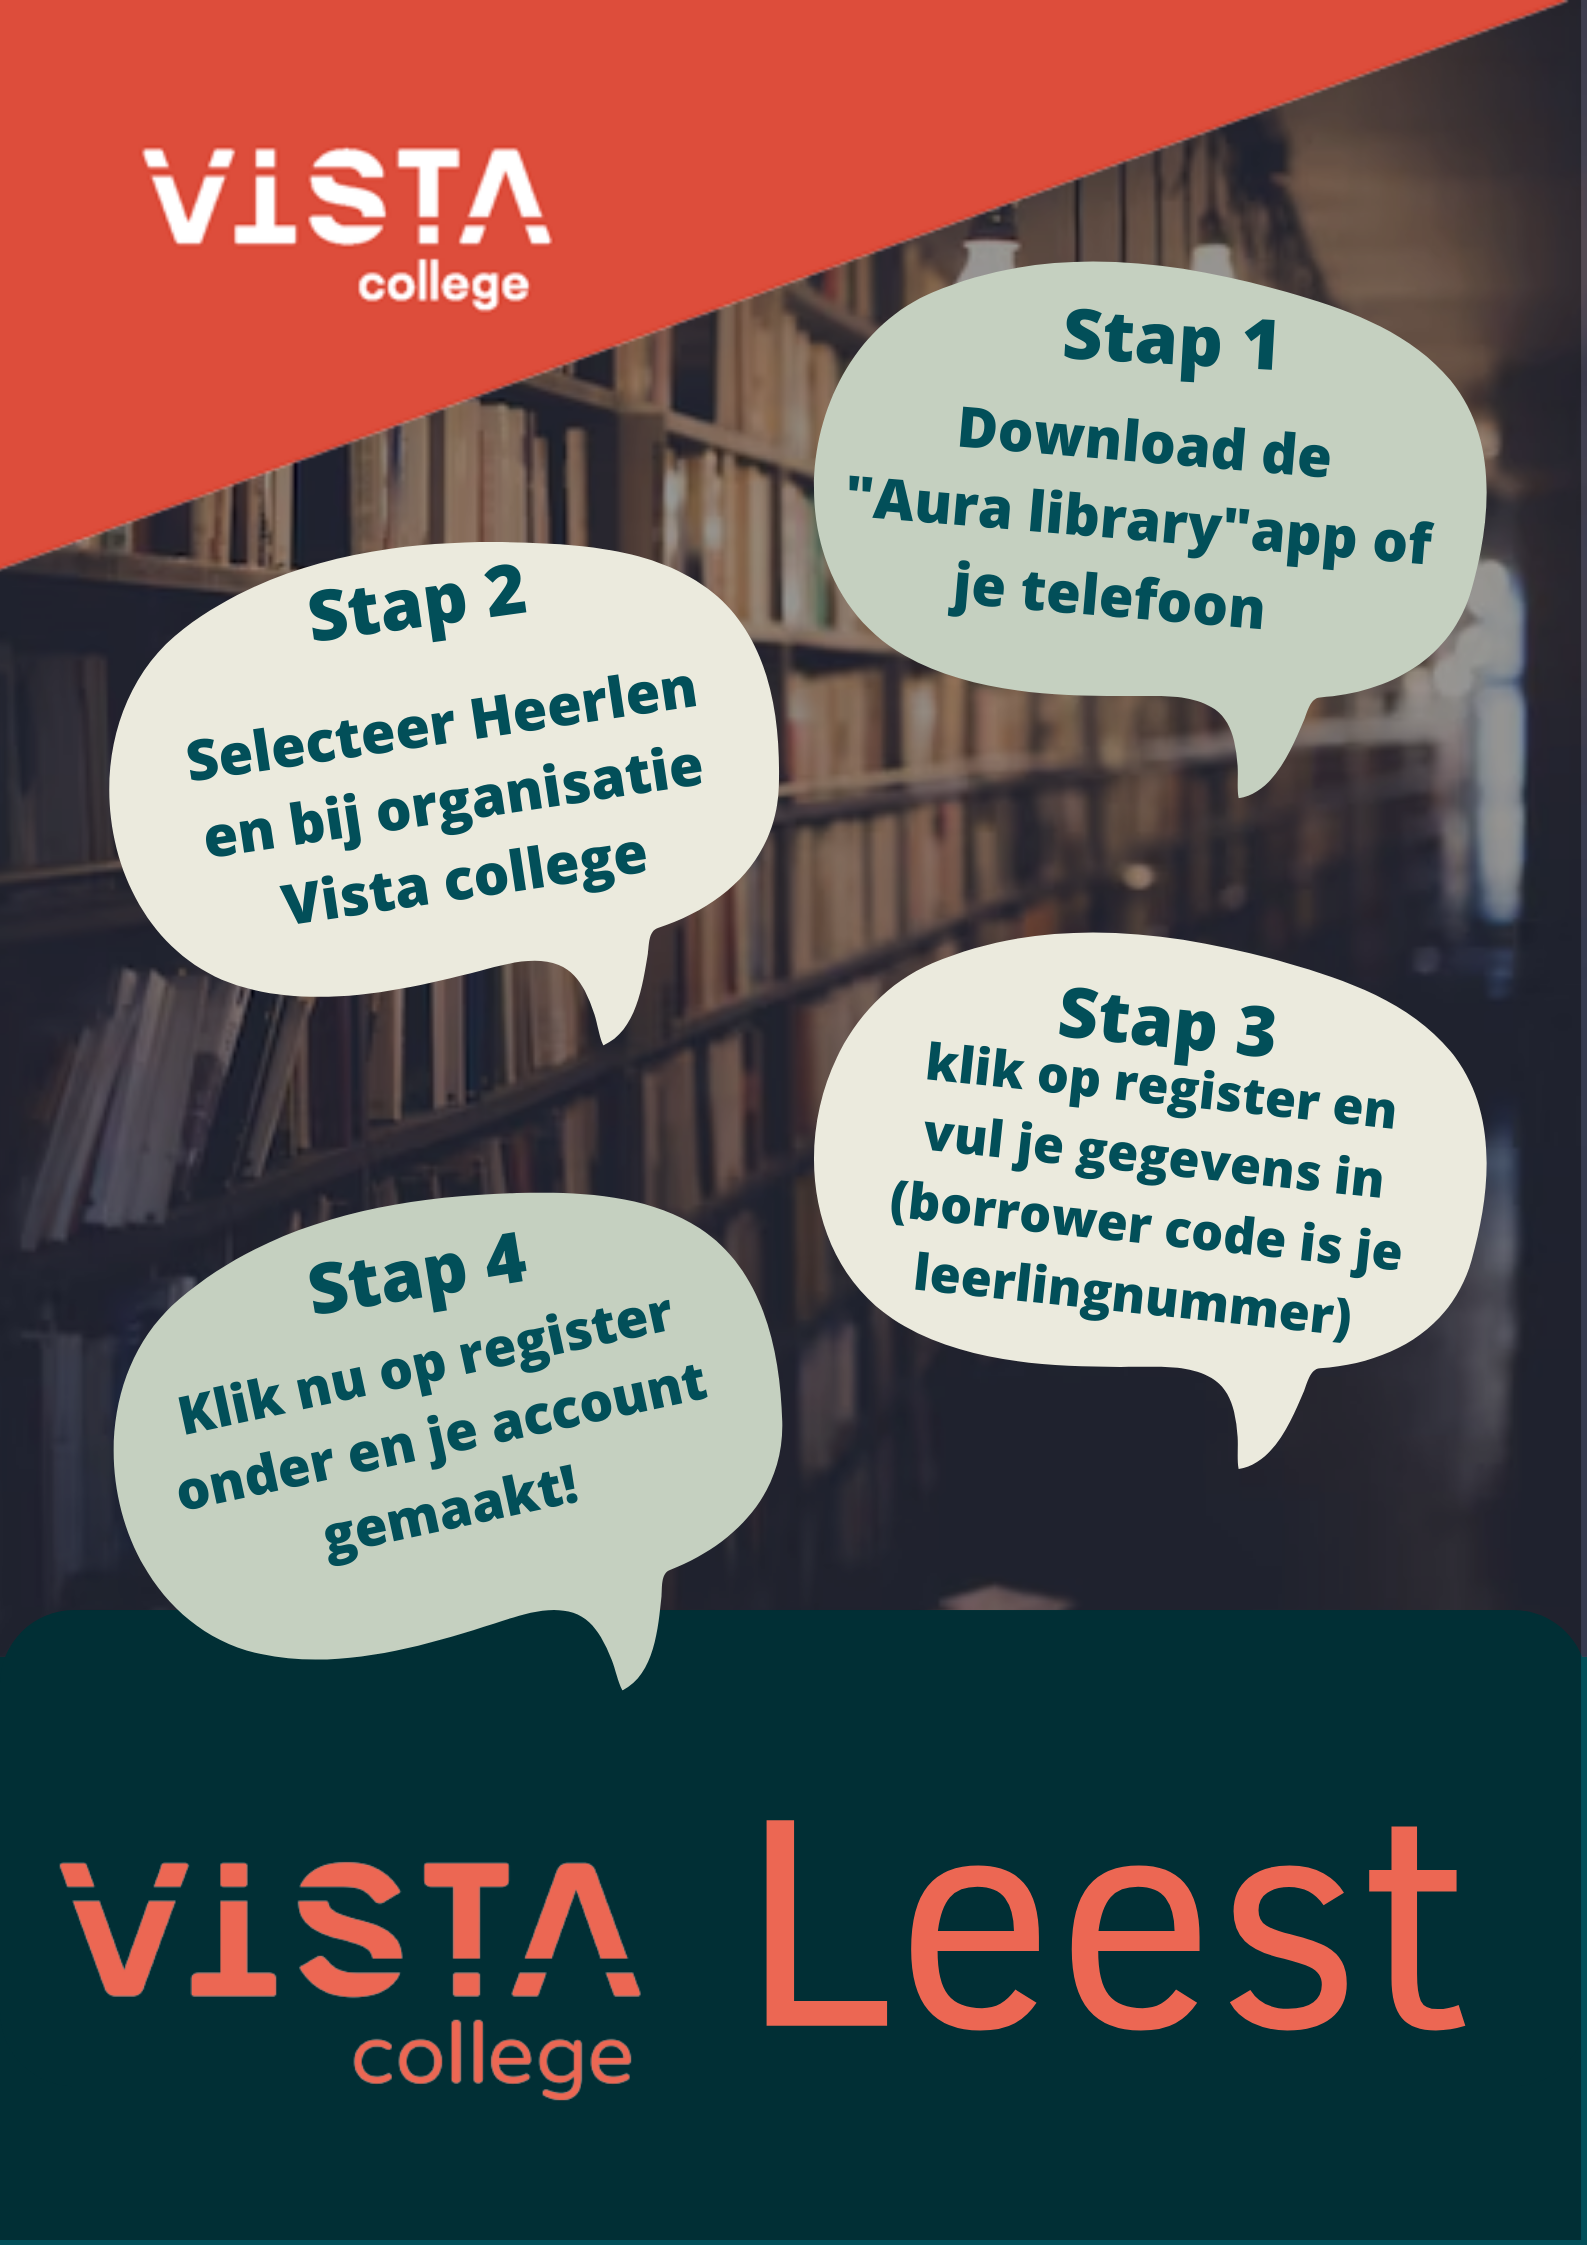 VISTA
college
Stap 1
Download de
"Aura library"app of
je telefoon
Stap 2
Selecteer Heerlen
en bij organisatie
Vista college
Stap 3
klik op register en
vul je gegevens in
(borrower code is je
leerlingnummer)
Stap 4
Klik nu op register
onder en je account
gemaakt!
VISTA
college
Leest